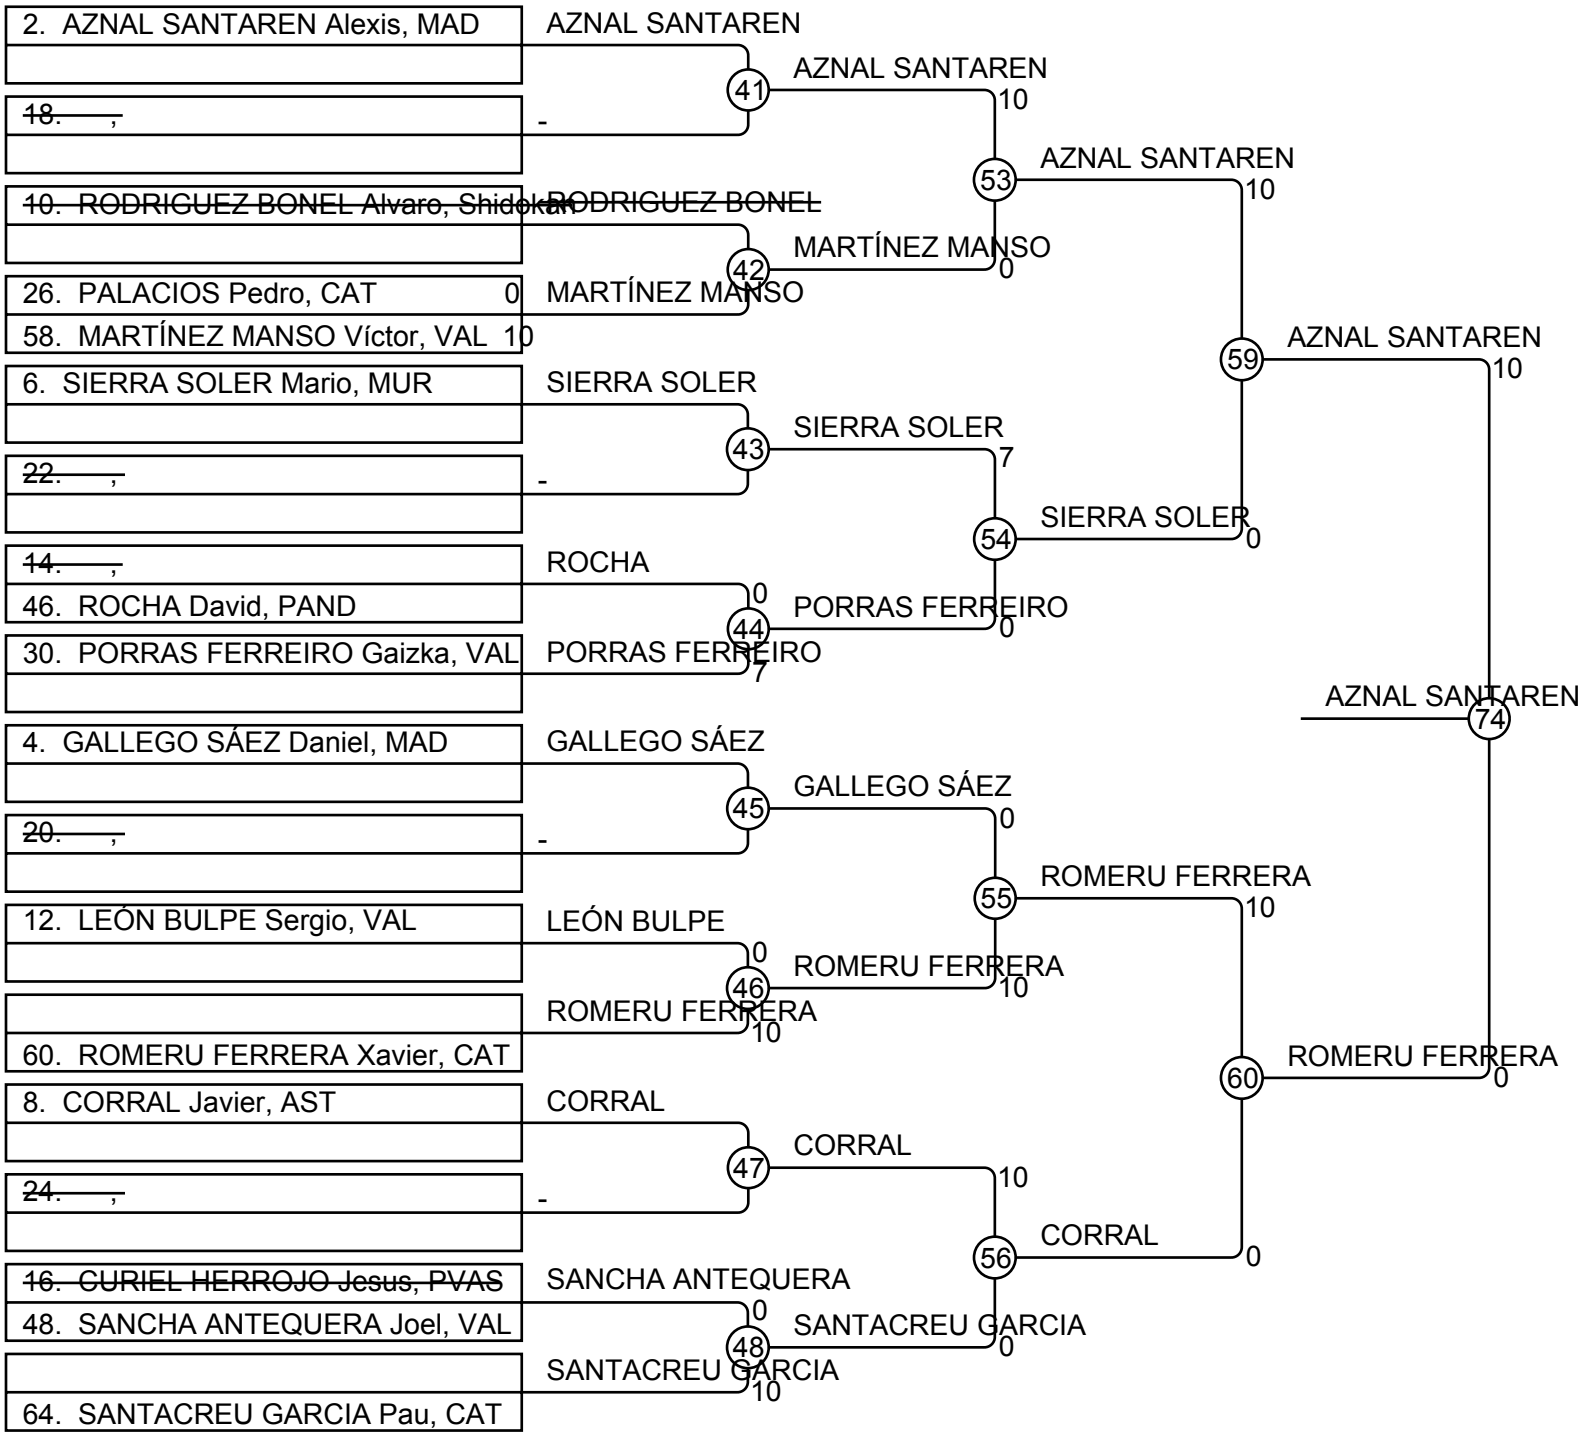 2. AZNAL SANTAREN Alexis, MAD
AZNAL SANTAREN
41
AZNAL SANTAREN
10
18. ,
-
53
AZNAL SANTAREN
10
10. RODRIGUEZ BONEL Alvaro, Shidokan
RODRIGUEZ BONEL
42
MARTÍNEZ MANSO
0
26. PALACIOS Pedro, CAT 0
MARTÍNEZ MANSO
58. MARTÍNEZ MANSO Víctor, VAL 10
59
AZNAL SANTAREN
10
6. SIERRA SOLER Mario, MUR
SIERRA SOLER
43
SIERRA SOLER
7
22. ,
-
54
SIERRA SOLER
0
14. ,
ROCHA
0
46. ROCHA David, PAND
44
PORRAS FERREIRO
0
30. PORRAS FERREIRO Gaizka, VAL
PORRAS FERREIRO
7
74
AZNAL SANTAREN
4. GALLEGO SÁEZ Daniel, MAD
GALLEGO SÁEZ
45
GALLEGO SÁEZ
0
20. ,
-
55
ROMERU FERRERA
10
12. LEÓN BULPE Sergio, VAL
LEÓN BULPE
0
46
ROMERU FERRERA
10
ROMERU FERRERA
10
60. ROMERU FERRERA Xavier, CAT
60
ROMERU FERRERA
0
8. CORRAL Javier, AST
CORRAL
47
CORRAL
10
24. ,
-
56
CORRAL
0
16. CURIEL HERROJO Jesus, PVAS
SANCHA ANTEQUERA
0
48. SANCHA ANTEQUERA Joel, VAL
48
SANTACREU GARCIA
0
SANTACREU GARCIA
10
64. SANTACREU GARCIA Pau, CAT